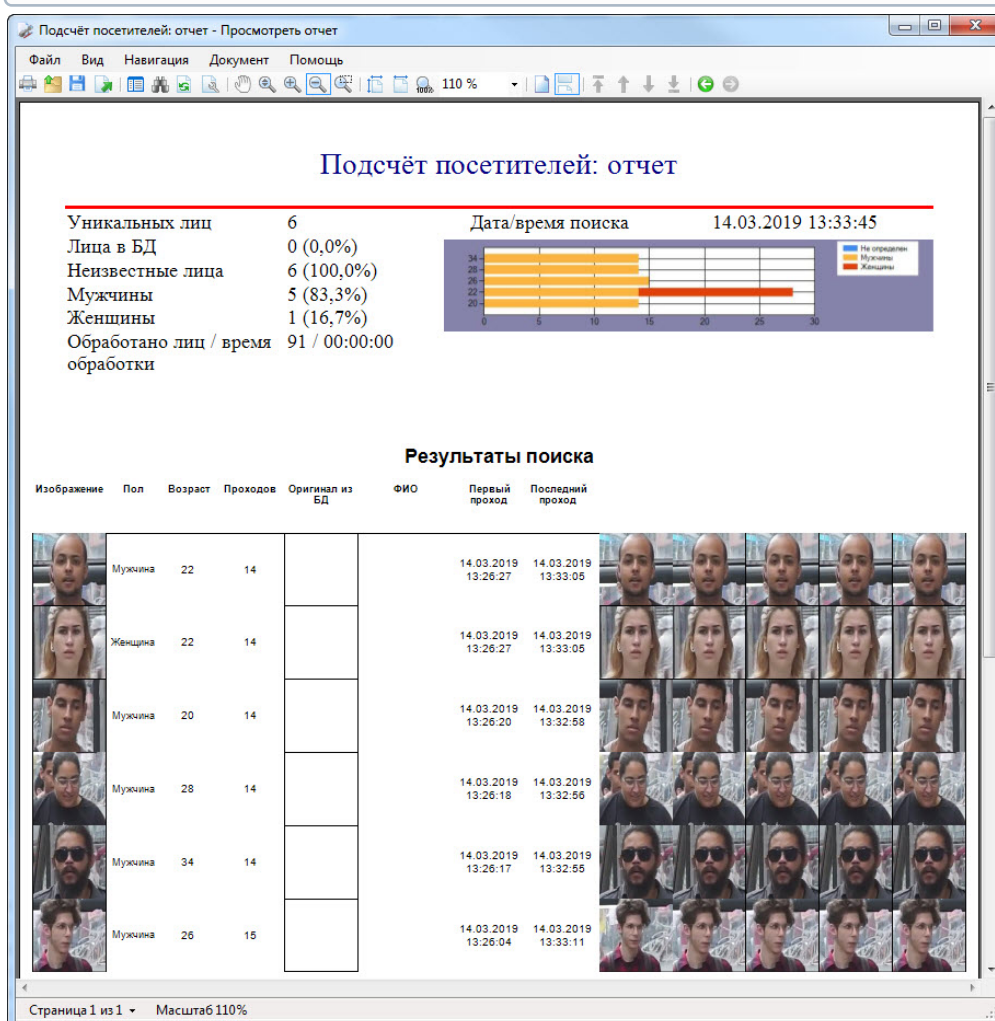 Подсчёт посетителей: отчет - Просмотреть отчет
Файл Вид Навигация Документ Помощь
110 %
Подсчёт посетителей: отчет
Уникальных лиц 6 Дата/время поиска 14.03.2019 13:33:45
Лица в БД 0 (0,0%)
Неизвестные лица 6 (100,0%)
Мужчины 5 (83,3%)
Женщины 1 (16,7%)
Обработано лиц / время 91 / 00:00:00
обработки
Не определен
Мужчины
Женщины
34
28
26
22
20
0 5 10 15 20 25 30
Результаты поиска
Изображение Пол Возраст Проходов Оригинал из ФИО Первый Последний
БД проход проход
Мужчина 22 14 14.03.2019 14.03.2019
13:26:27 13:33:05
Женщина 22 14 14.03.2019 14.03.2019
13:26:27 13:33:05
Мужчина 20 14 14.03.2019 14.03.2019
13:26:20 13:32:58
Мужчина 28 14 14.03.2019 14.03.2019
13:26:18 13:32:56
Мужчина 34 14 14.03.2019 14.03.2019
13:26:17 13:32:55
Мужчина 26 15 14.03.2019 14.03.2019
13:26:04 13:33:11
Страница 1 из 1 Масштаб 110%